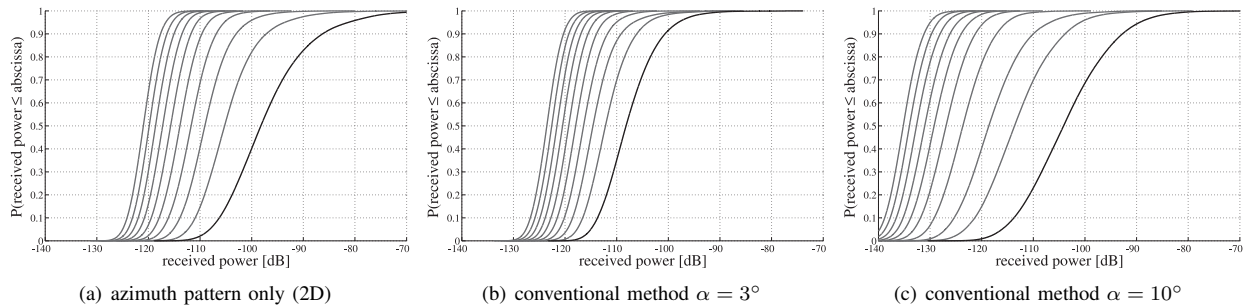 P(received power ≤ abscissa)
1
0.9
0.8
0.7
0.6
0.5
0.4
0.3
0.2
0.1
0
-140 -130 -120 -110 -100 -90 -80 -70
received power [dB]
(a) azimuth pattern only (2D)
P(received power ≤ abscissa)
1
0.9
0.8
0.7
0.6
0.5
0.4
0.3
0.2
0.1
0
-140 -130 -120 -110 -100 -90 -80 -70
received power [dB]
(b) conventional method α = 3°
P(received power ≤ abscissa)
1
0.9
0.8
0.7
0.6
0.5
0.4
0.3
0.2
0.1
0
-140 -130 -120 -110 -100 -90 -80 -70
received power [dB]
(c) conventional method α = 10°